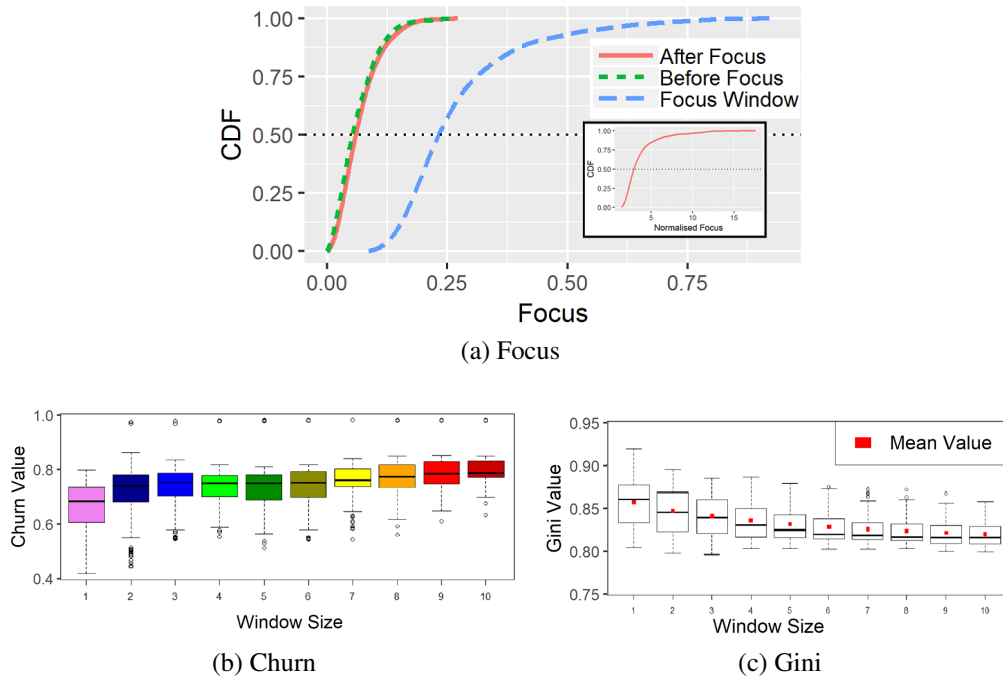 1.00
0.75
0.50
0.25
0.00
CDF
After Focus
Before Focus
Focus Window
1.00
0.75
0.50
0.25
0.00
CDF
5 10 15
Normalised Focus
0.00 0.25 0.50 0.75
Focus
(a) Focus
1.0
0.8
0.6
0.4
Churn Value
1 2 3 4 5 6 7 8 9 10
Window Size
(b) Churn
0.95
0.90
0.85
0.80
0.75
Gini Value
Mean Value
1 2 3 4 5 6 7 8 9 10
Window Size
(c) Gini